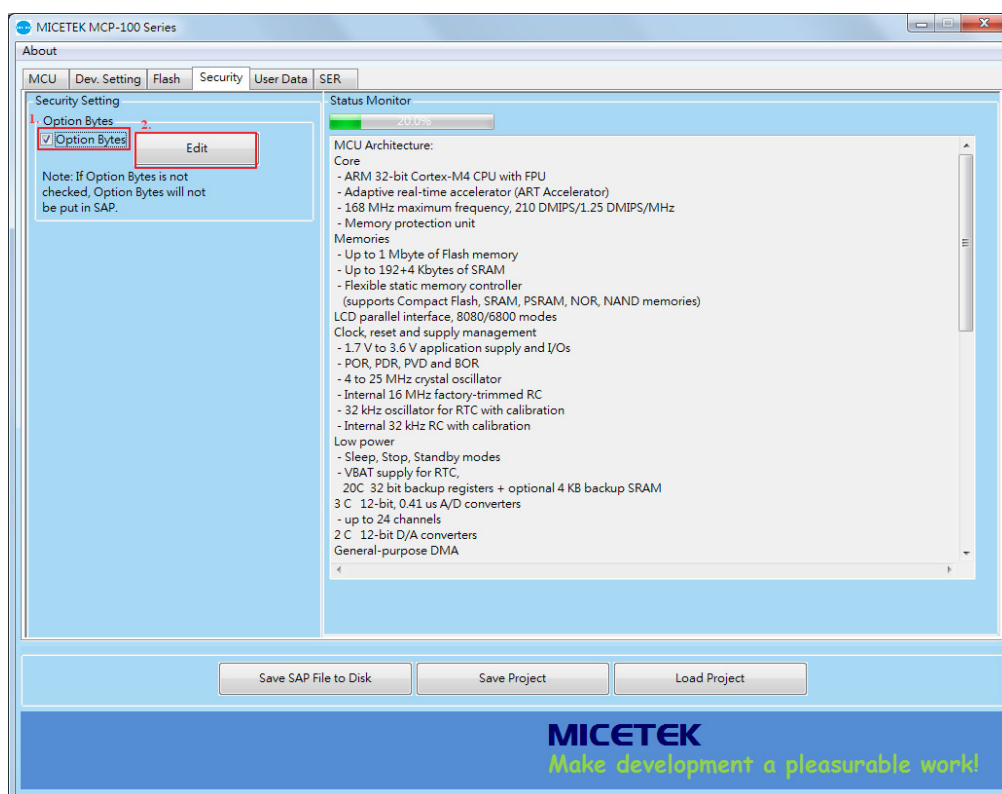 MICETEK MCP-100 Series
About
MCU Dev. Setting Flash Security User Data SER
Security Setting
1. Option Bytes 2.
Option Bytes
Edit
Note: If Option Bytes is not
checked, Option Bytes will not
be put in SAP.
Status Monitor
20.0%
MCU Architecture:
Core
- ARM 32-bit Cortex-M4 CPU with FPU
- Adaptive real-time accelerator (ART Accelerator)
- 168 MHz maximum frequency, 210 DMIPS/1.25 DMIPS/MHz
- Memory protection unit
Memories
- Up to 1 Mbyte of Flash memory
- Up to 192+4 Kbytes of SRAM
- Flexible static memory controller
(supports Compact Flash, SRAM, PSRAM, NOR, NAND memories)
LCD parallel interface, 8080/6800 modes
Clock, reset and supply management
- 1.7 V to 3.6 V application supply and I/Os
- POR, PDR, PVD and BOR
- 4 to 25 MHz crystal oscillator
- Internal 16 MHz factory-trimmed RC
- 32 kHz oscillator for RTC with calibration
- Internal 32 kHz RC with calibration
Low power
- Sleep, Stop, Standby modes
- VBAT supply for RTC,
20C 32 bit backup registers + optional 4 KB backup SRAM
3 C 12-bit, 0.41 us A/D converters
- up to 24 channels
2 C 12-bit D/A converters
General-purpose DMA
Save SAP File to Disk Save Project Load Project
MICETEK
Make development a pleasurable work!